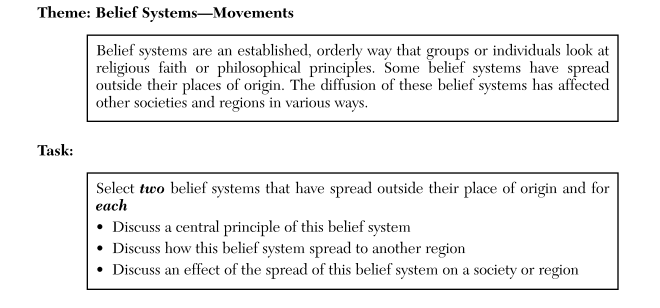 Theme: Belief Systems—Movements
Belief systems are an established, orderly way that groups or individuals look at
religious faith or philosophical principles. Some belief systems have spread
outside their places of origin. The diffusion of these belief systems has affected
other societies and regions in various ways.
Task:
Select two belief systems that have spread outside their place of origin and for
each
• Discuss a central principle of this belief system
• Discuss how this belief system spread to another region
• Discuss an effect of the spread of this belief system on a society or region